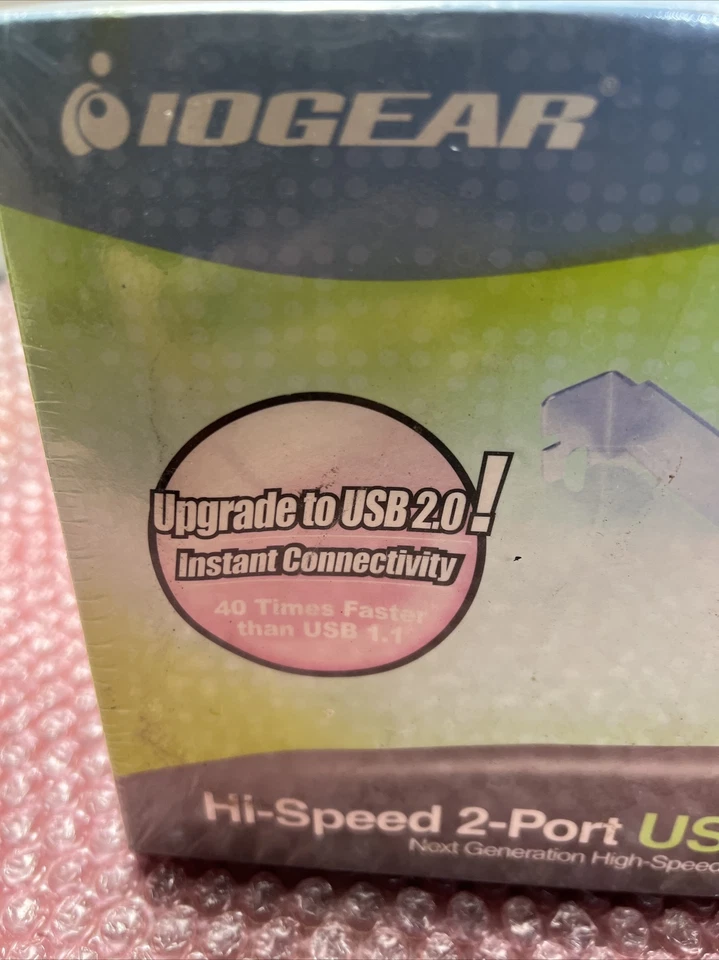 IOGEAR®
Upgrade to USB 2.0!
Instant Connectivity
40 Times Faster
than USB 1.1
Hi-Speed 2-Port US
Next Generation High-Speed